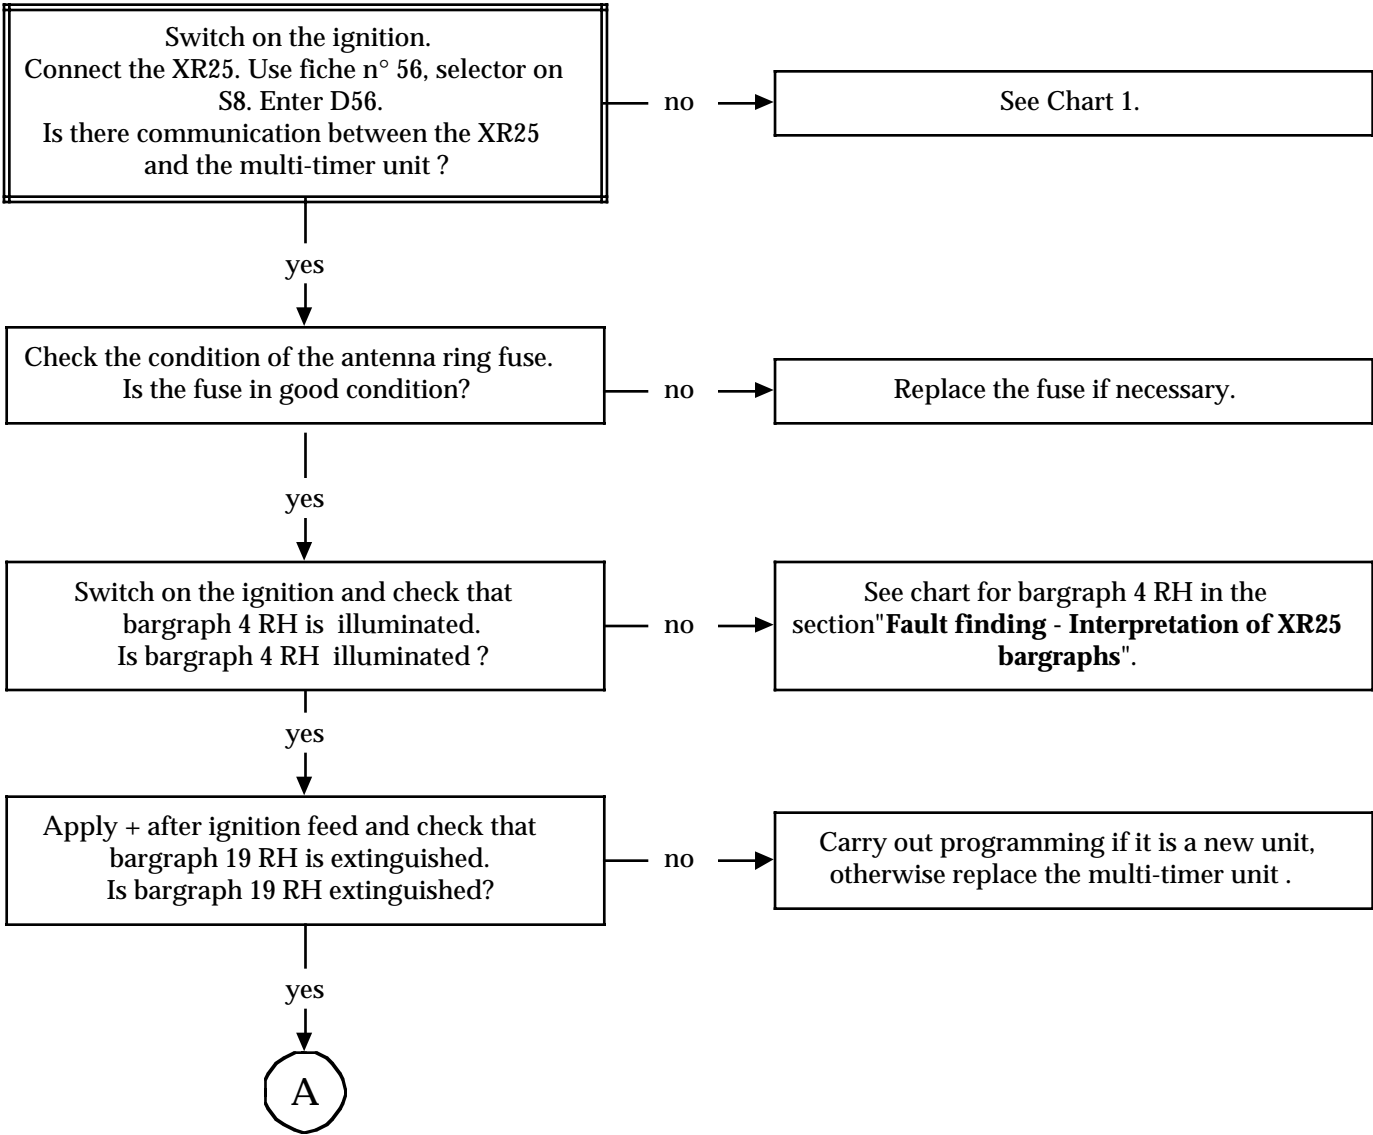 Switch on the ignition.
Connect the XR25. Use fiche n° 56, selector on
S8. Enter D56.
Is there communication between the XR25
and the multi-timer unit ?
no
See Chart 1.
yes
Check the condition of the antenna ring fuse.
Is the fuse in good condition?
no
Replace the fuse if necessary.
yes
Switch on the ignition and check that
bargraph 4 RH is illuminated.
Is bargraph 4 RH illuminated ?
no
See chart for bargraph 4 RH in the
section"Fault finding - Interpretation of XR25
bargraphs".
yes
Apply + after ignition feed and check that
bargraph 19 RH is extinguished.
Is bargraph 19 RH extinguished?
no
Carry out programming if it is a new unit,
otherwise replace the multi-timer unit .
yes
A